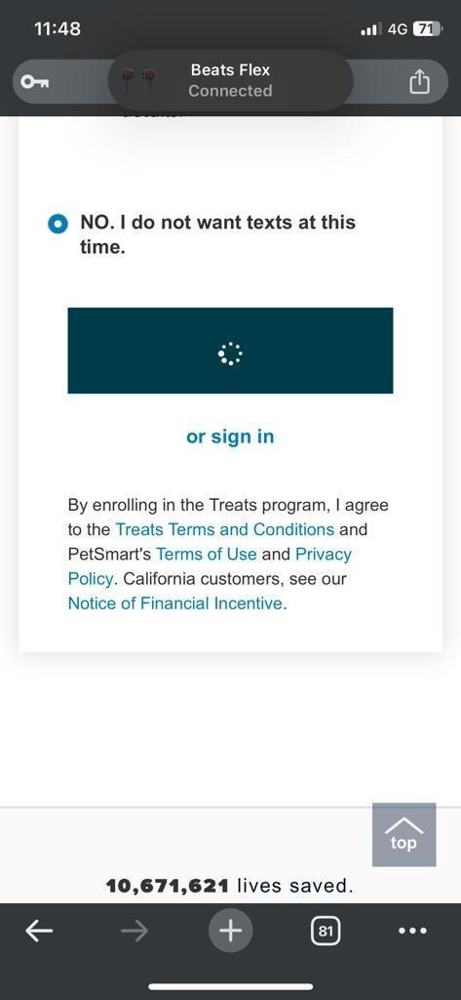 11:48
4G 71
Beats Flex
Connected
NO. I do not want texts at this
time.
or sign in
By enrolling in the Treats program, I agree
to the Treats Terms and Conditions and
PetSmart's Terms of Use and Privacy
Policy. California customers, see our
Notice of Financial Incentive.
top
10,671,621 lives saved.
81